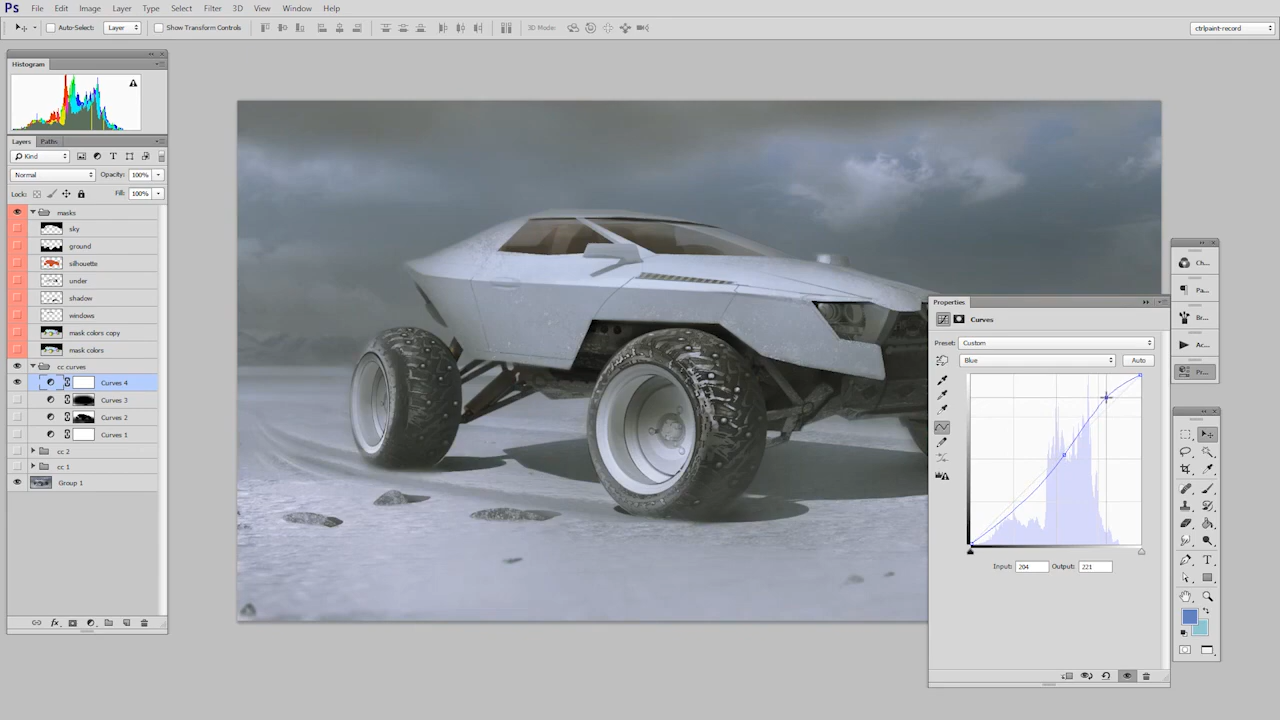 Ps File Edit Image Layer Type Select Filter 3D View Window Help
Auto-Select: Layer Show Transform Controls 3D Mode: ctrlpaint-record
Histogram
Layers Paths
Kind
Normal Opacity: 100%
Lock: Fill: 100%
masks
sky
ground
silhouette
under
shadow
windows
mask colors copy
mask colors
cc curves
Curves 4
Curves 3
Curves 2
Curves 1
cc 2
cc 1
Group 1
Properties
Curves
Preset: Custom
Blue Auto
Input: 204 Output: 221
Ch...
Pa...
Br...
Ac...
Pr...